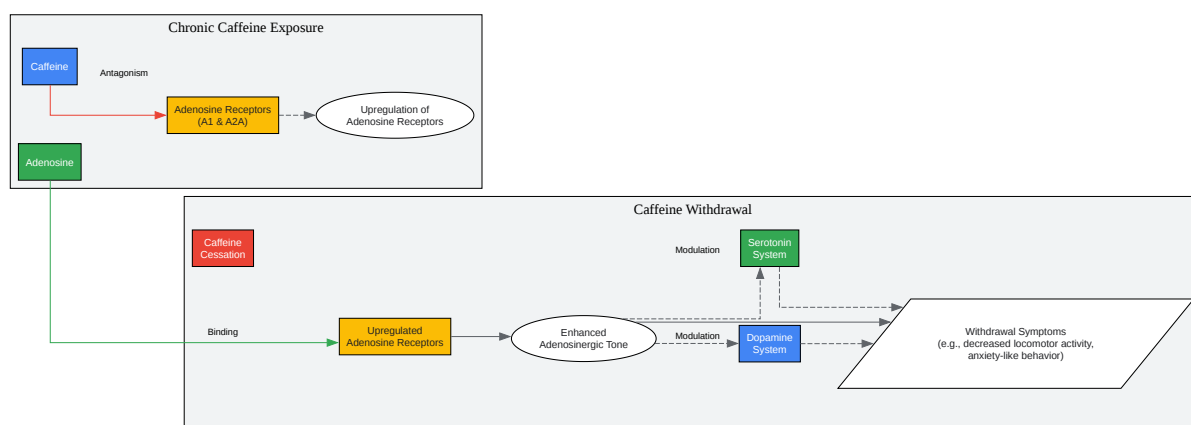 Chronic Caffeine Exposure
Caffeine
Antagonism
Adenosine Receptors
(A1 & A2A)
Upregulation of
Adenosine Receptors
Adenosine
Caffeine Withdrawal
Caffeine
Cessation
Modulation
Serotonin
System
Binding
Upregulated
Adenosine Receptors
Enhanced
Adenosinergic Tone
Modulation
Dopamine
System
Withdrawal Symptoms
(e.g., decreased locomotor activity,
anxiety-like behavior)